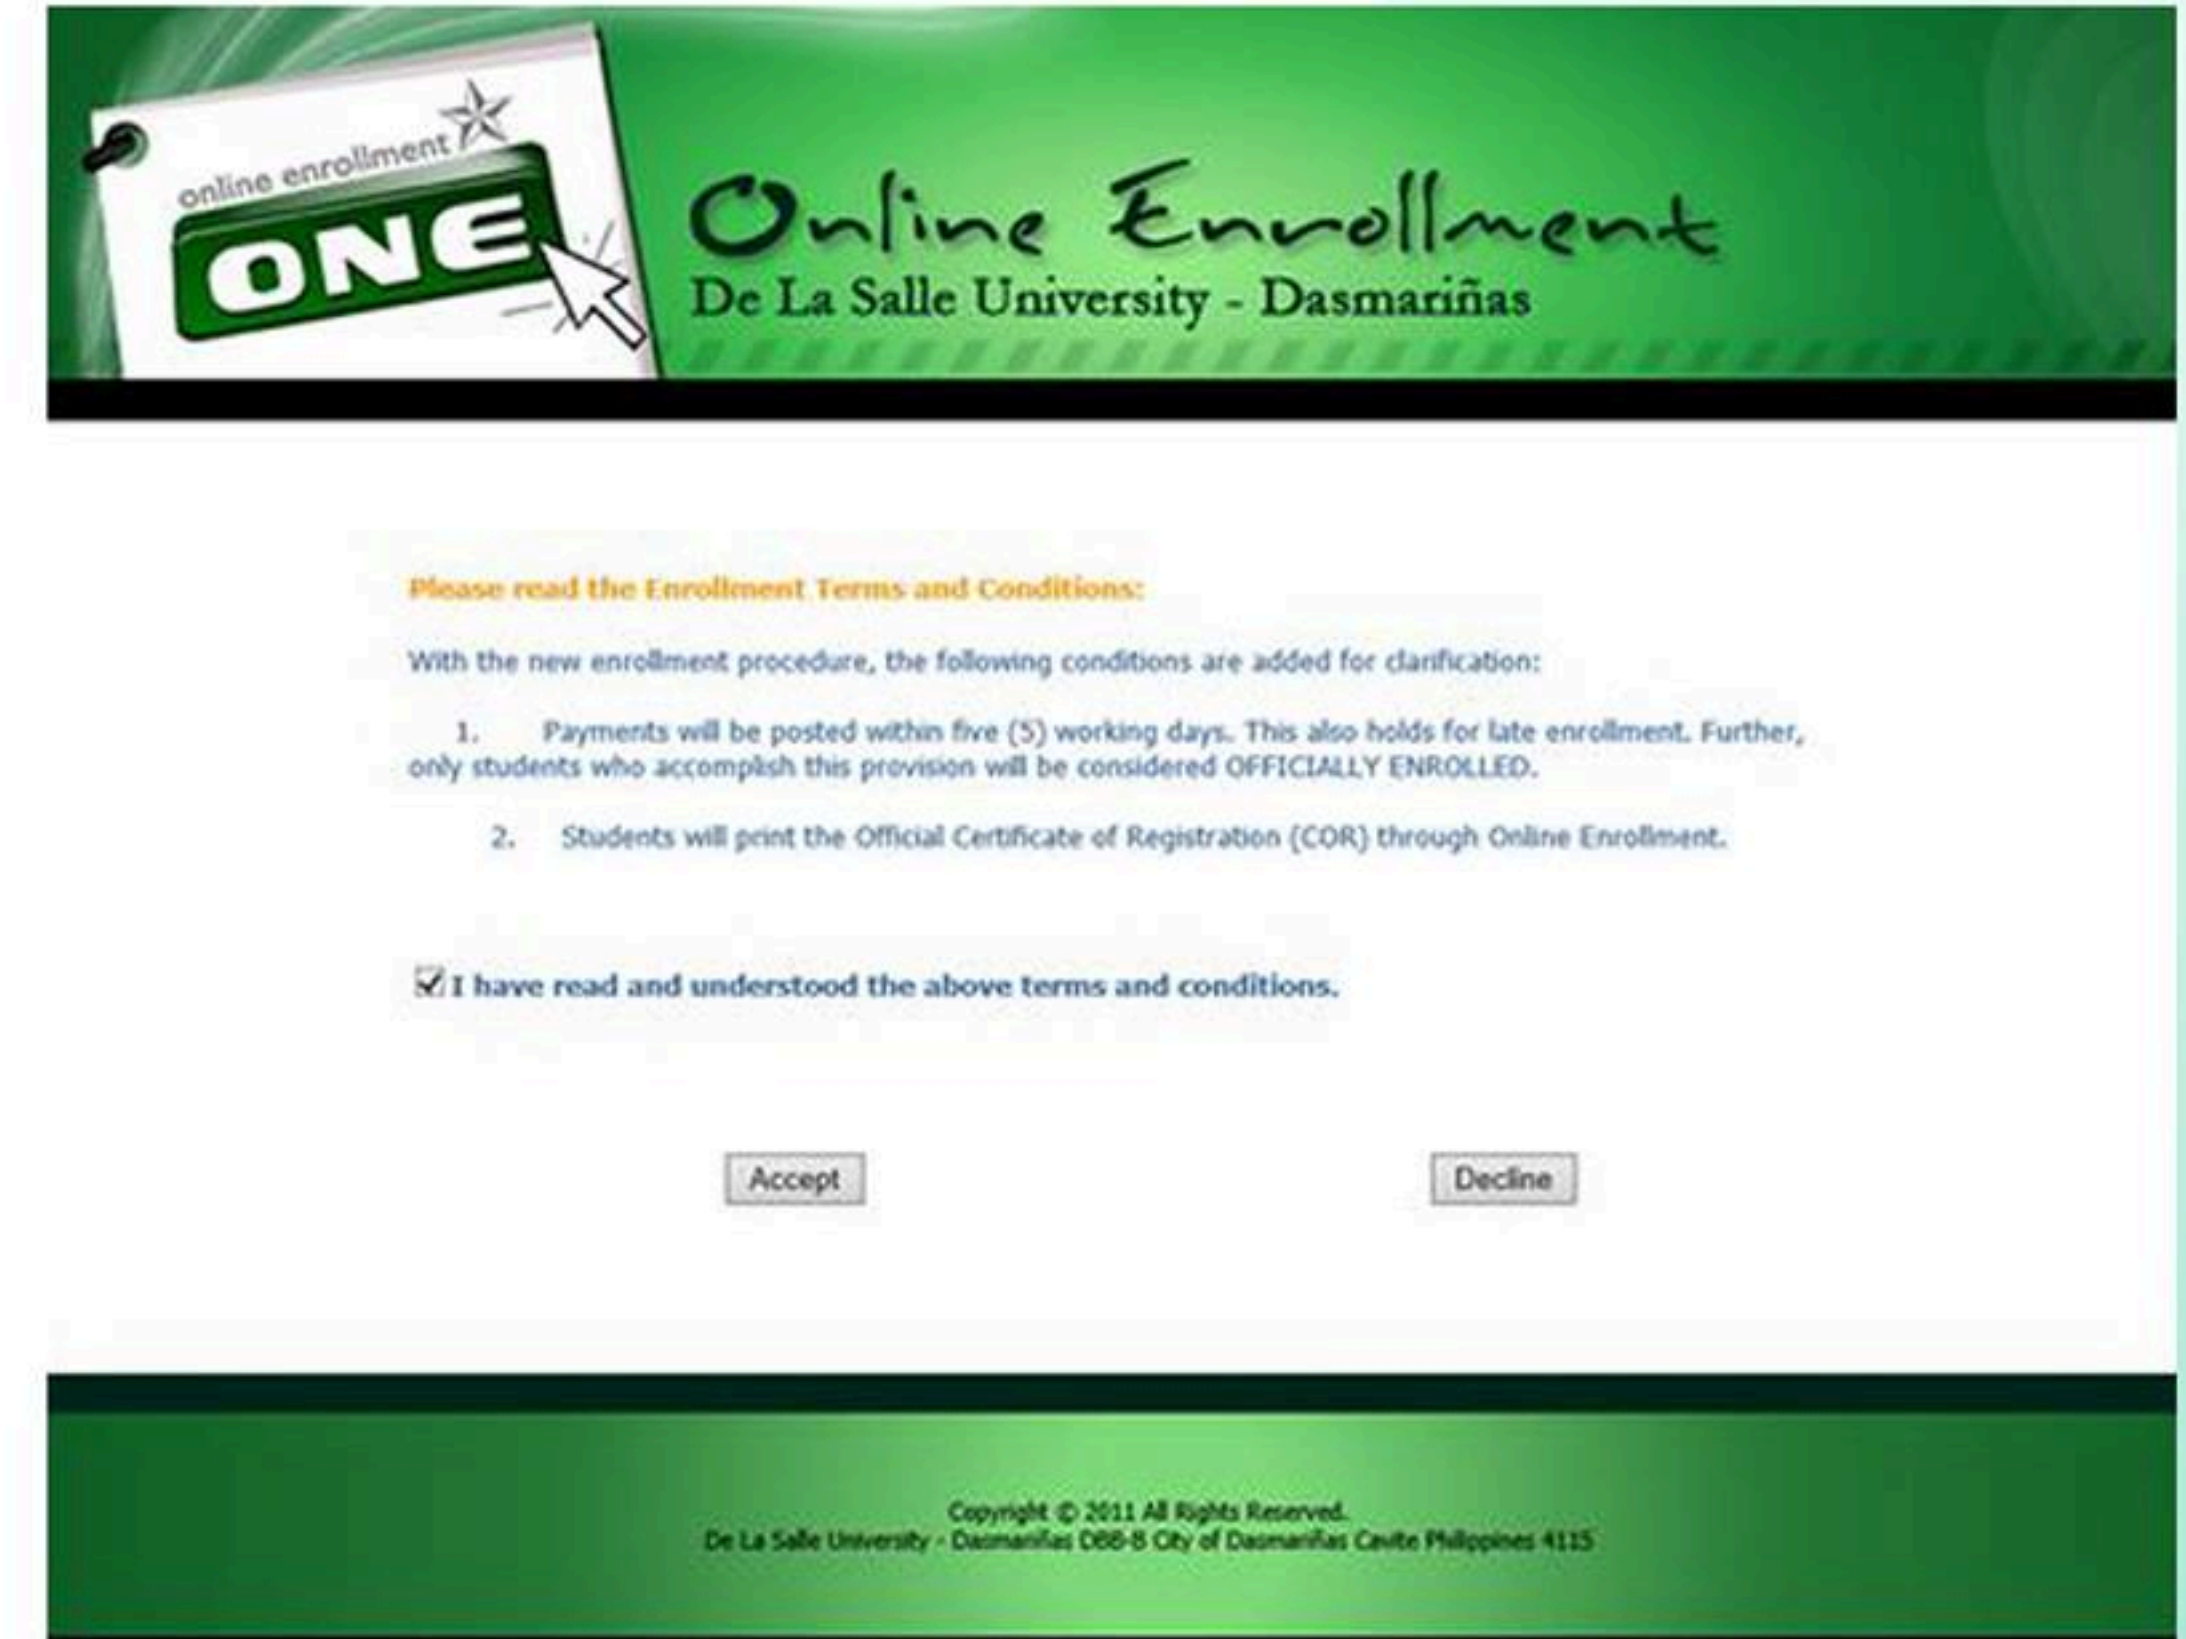 online enrollment
ONE
Online Enrollment
De La Salle University - Dasmariñas
Please read the Enrollment Terms and Conditions:
With the new enrollment procedure, the following conditions are added for clarification:
1. Payments will be posted within five (5) working days. This also holds for late enrollment. Further,
only students who accomplish this provision will be considered OFFICIALLY ENROLLED.
2. Students will print the Official Certificate of Registration (COR) through Online Enrollment.
I have read and understood the above terms and conditions.
Accept
Decline
Copyright © 2011 All Rights Reserved.
De La Salle University - Dasmariñas DBB-B City of Dasmariñas Cavite Philippines 4115